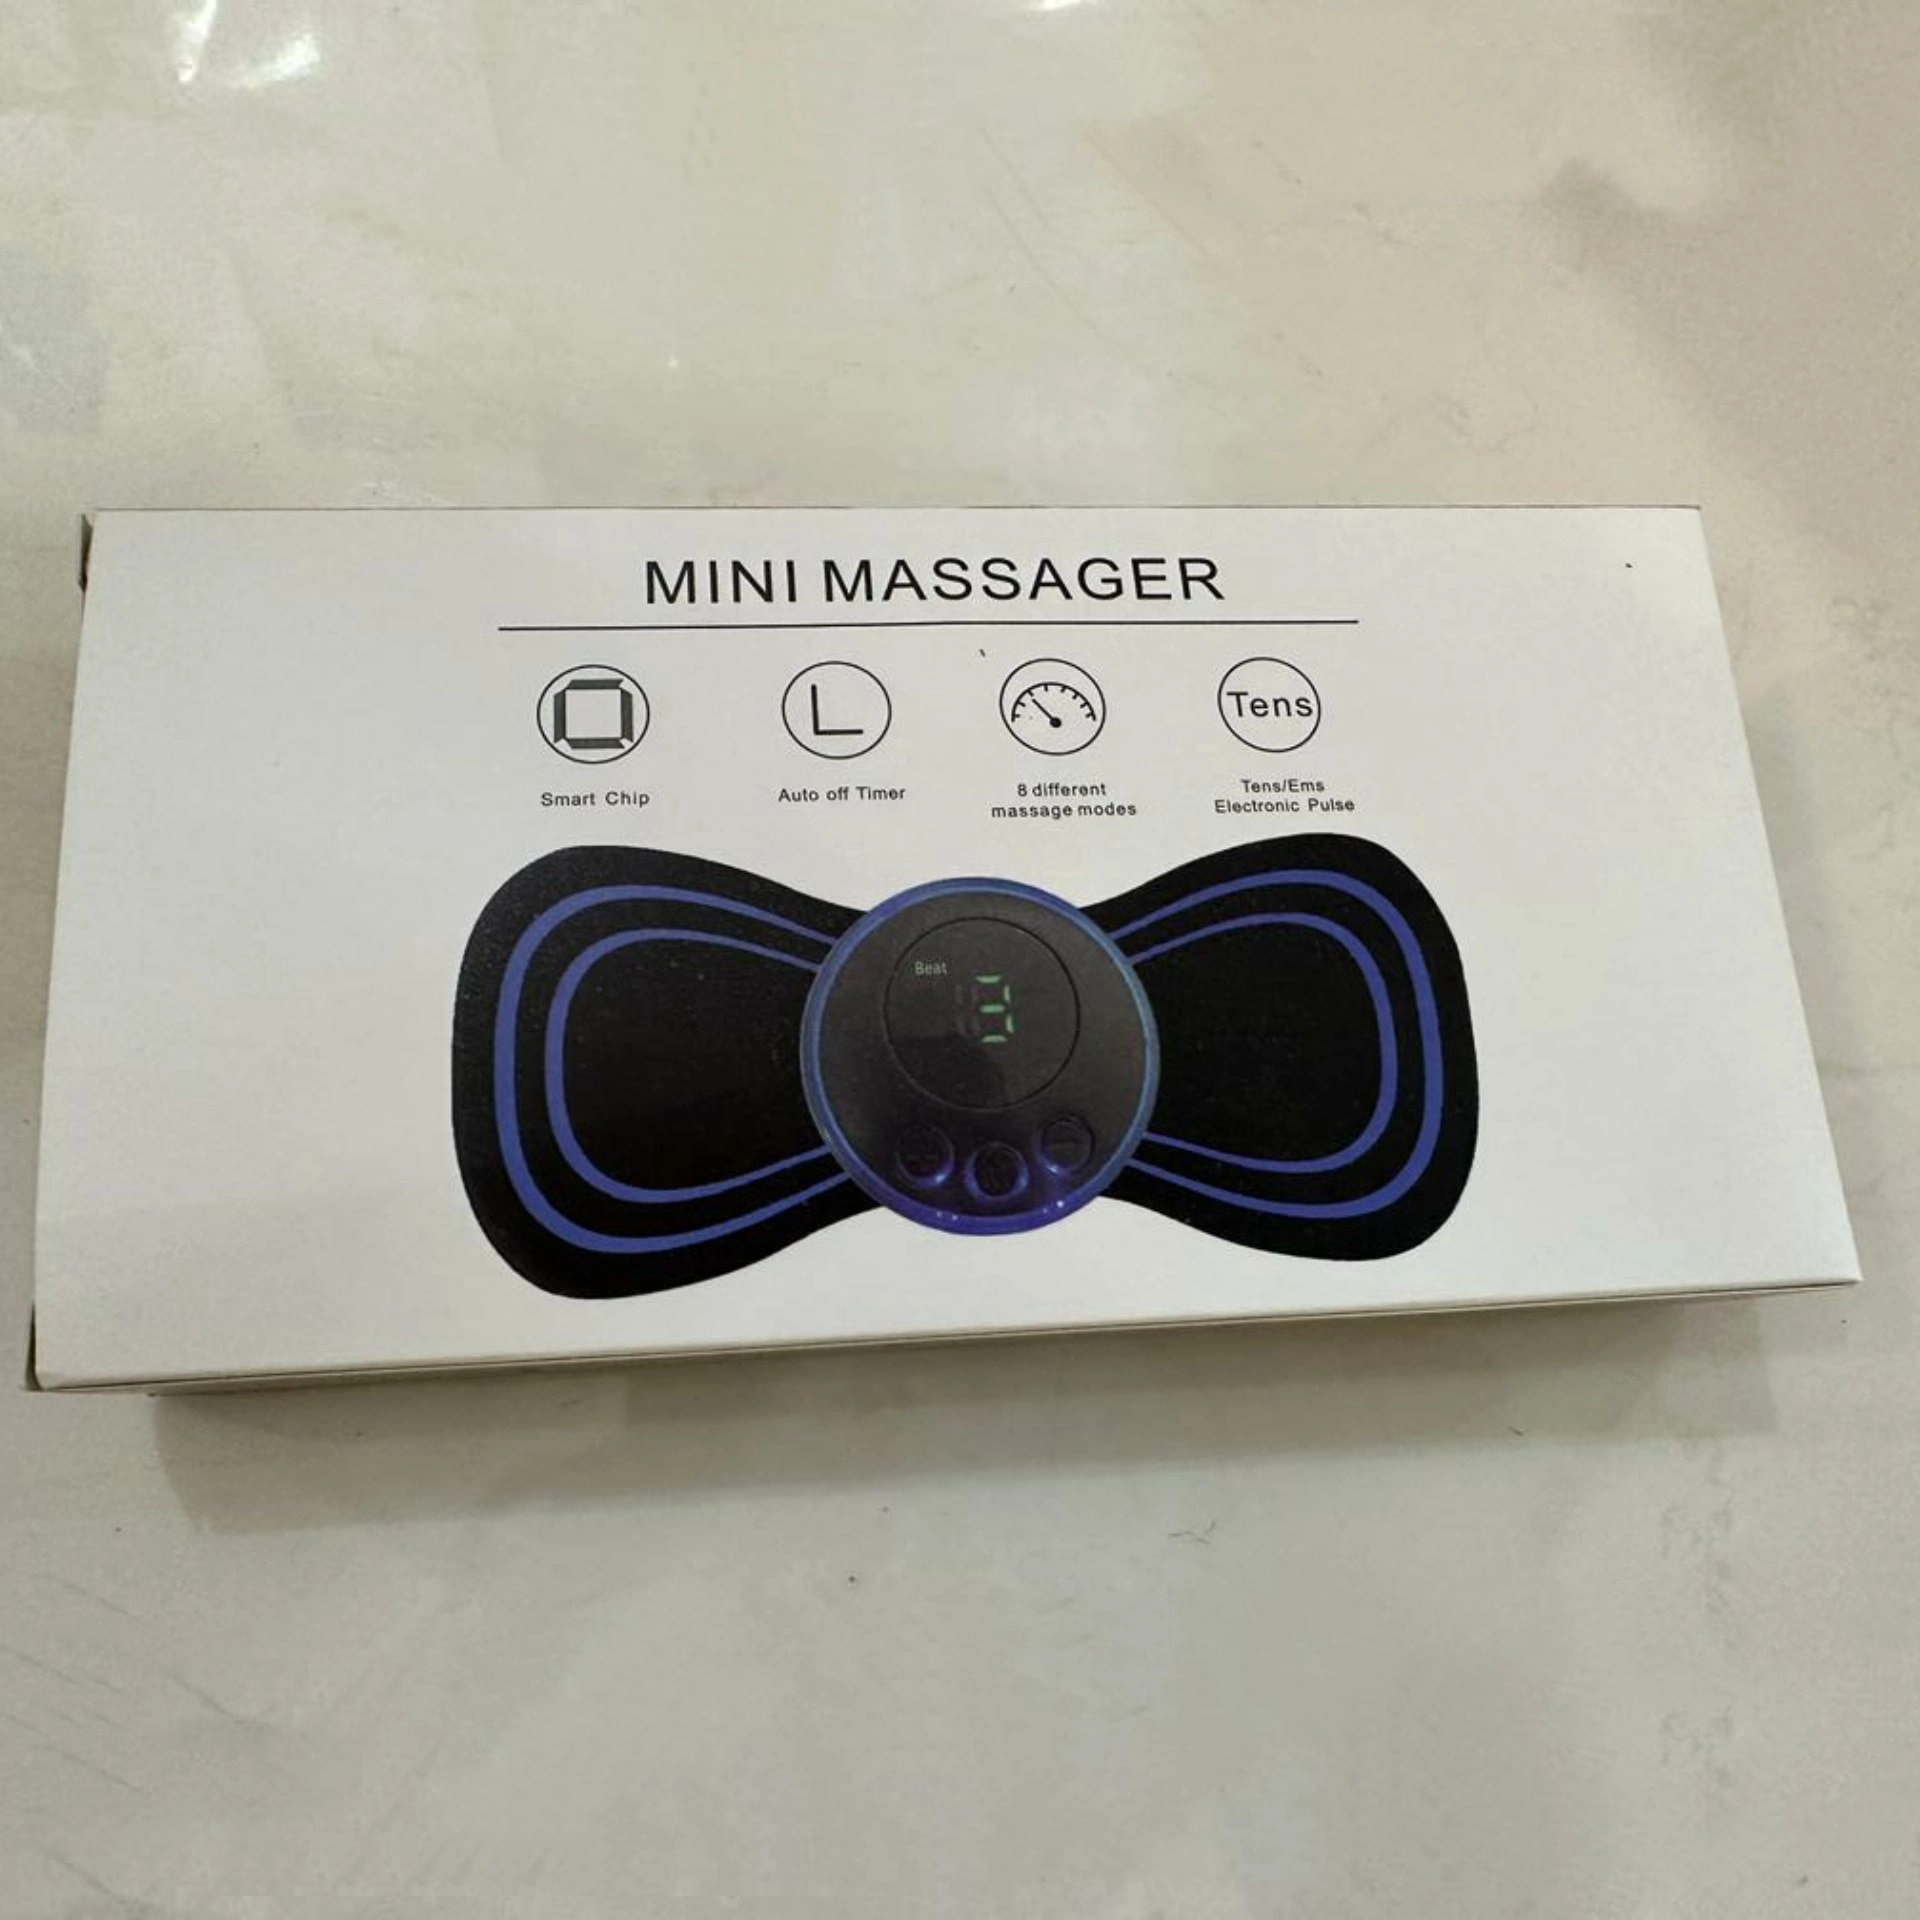 MINI MASSAGER
Tens
Smart Chip
Auto off Timer
8 different
massage modes
Tens/Ems
Electronic Pulse
Beat